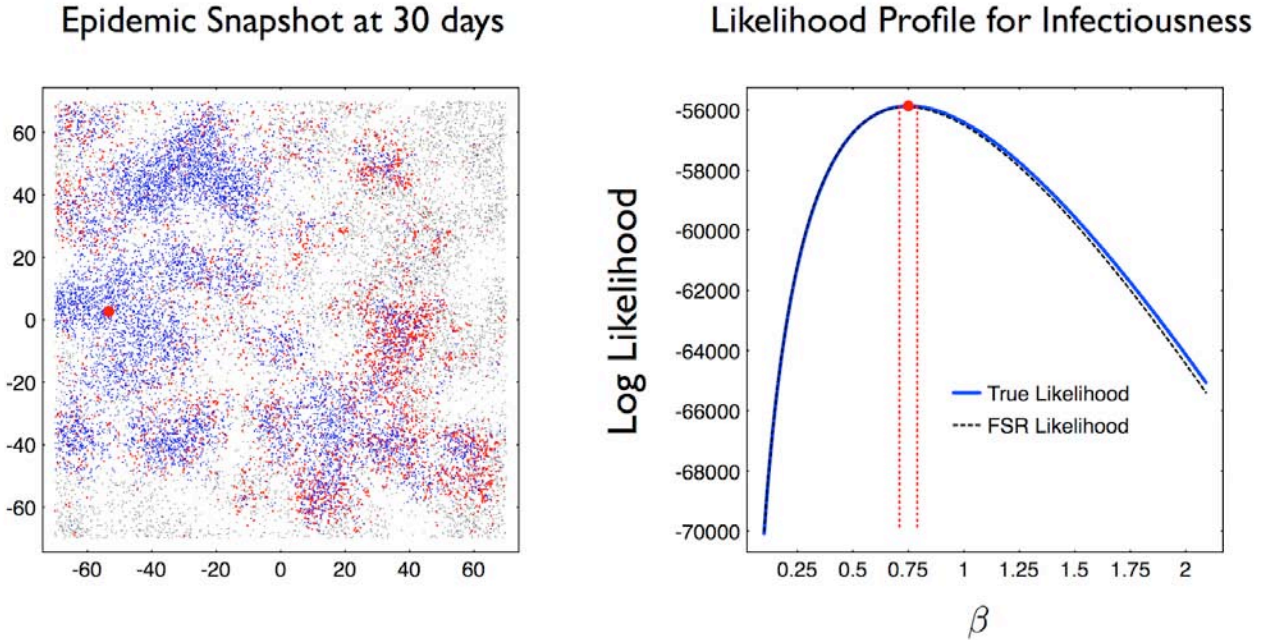 Epidemic Snapshot at 30 days
60
40
20
0
-20
-40
-60
-60 -40 -20 0 20 40 60
Likelihood Profile for Infectiousness
Log Likelihood
-56000
-58000
-60000
-62000
-64000
-66000
-68000
-70000
True Likelihood
FSR Likelihood
0.25 0.5 0.75 1 1.25 1.5 1.75 2
β